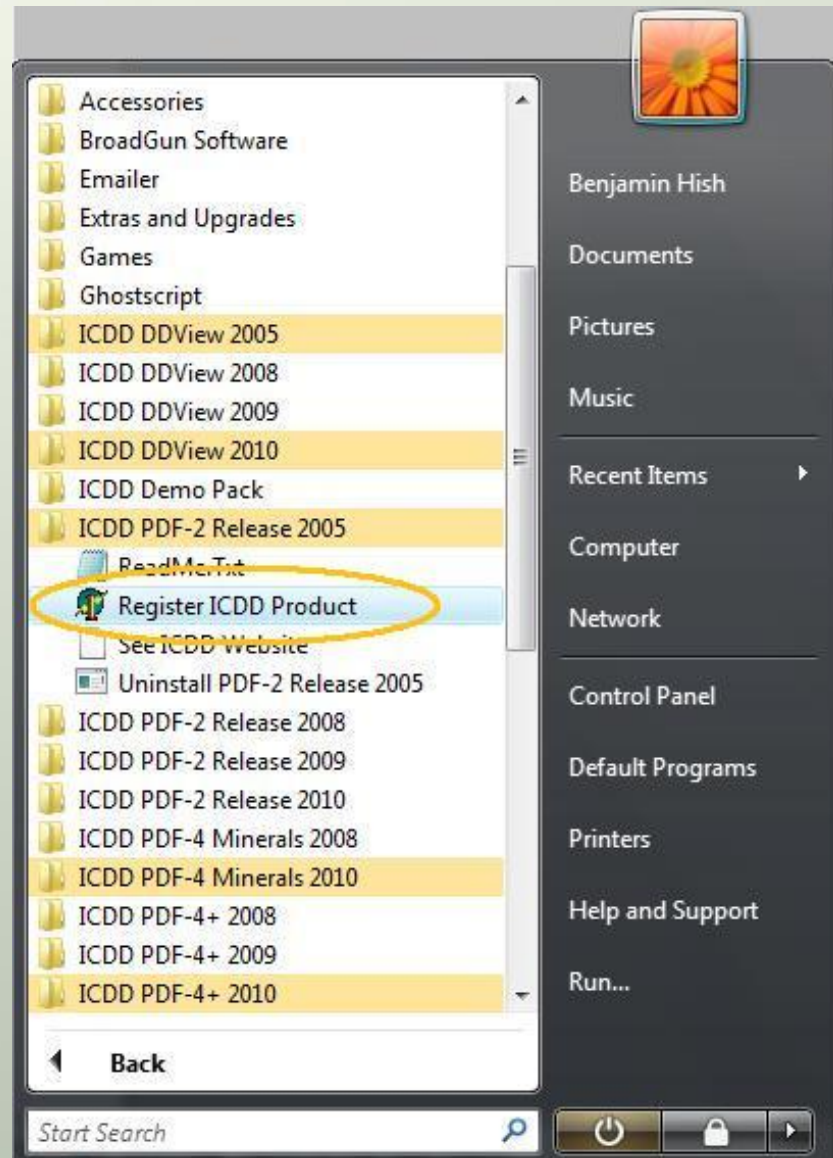 Accessories
BroadGun Software
Emailer
Extras and Upgrades
Games
Ghostscript
ICDD DDView 2005
ICDD DDView 2008
ICDD DDView 2009
ICDD DDView 2010
ICDD Demo Pack
ICDD PDF-2 Release 2005
ReadMe.Txt
Register ICDD Product
See ICDD Website
Uninstall PDF-2 Release 2005
ICDD PDF-2 Release 2008
ICDD PDF-2 Release 2009
ICDD PDF-2 Release 2010
ICDD PDF-4 Minerals 2008
ICDD PDF-4 Minerals 2010
ICDD PDF-4+ 2008
ICDD PDF-4+ 2009
ICDD PDF-4+ 2010
Back
Start Search
Benjamin Hish
Documents
Pictures
Music
Recent Items
Computer
Network
Control Panel
Default Programs
Printers
Help and Support
Run...